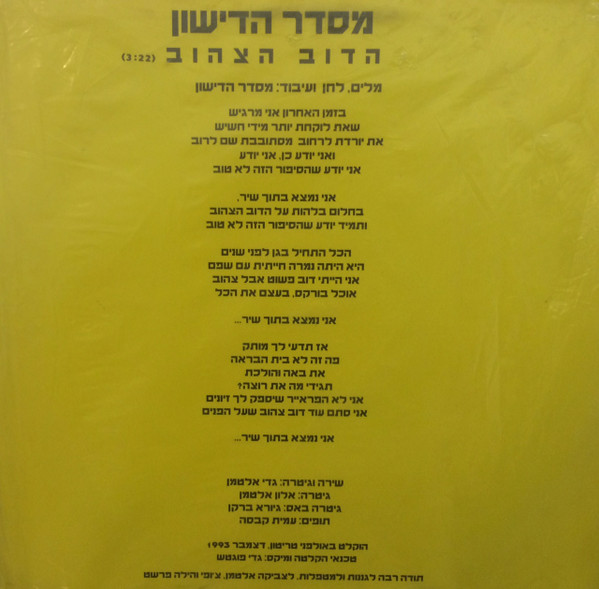 מסדר הדישון
הדוב הצהוב (3:22)
מלים, לחן ועיבוד: מסדר הדישון
בזמן האחרון אני מרגיש
שאת לוקחת יותר מידי חשיש
את יורדת לרחוב מסתובבת שם לרוב
ואני יודע כן, אני יודע
אני יודע שהסיפור הזה לא טוב
אני נמצא בתוך שיר,
בחלום בלהות על הדוב הצהוב
ותמיד יודע שהסיפור הזה לא טוב
הכל התחיל בגן לפני שנים
היא היתה נמרה חייתית עם שפם
אני הייתי דוב פשוט אבל צהוב
אוכל בורקס, בעצם את הכל
אני נמצא בתוך שיר...
אז תדעי לך מותק
פה זה לא בית הבראה
את באה והולכת
תגידי מה את רוצה?
אני לא הפראייר שיספק לך זיונים
אני סתם עוד דוב צהוב שעל הפנים
אני נמצא בתוך שיר...
שירה וגיטרה: גדי אלטמן
גיטרה: אלון אלטמן
גיטרה באס: גיורא ברקן
תופים: עמית קבסה
הוקלט באולפני טריטון, דצמבר 1993
טכנאי הקלטה ומיקס: גדי פוגטש
תודה רבה לגננות ולמטפלות, לצביקה אלטמן, ציופי והילה פרשט